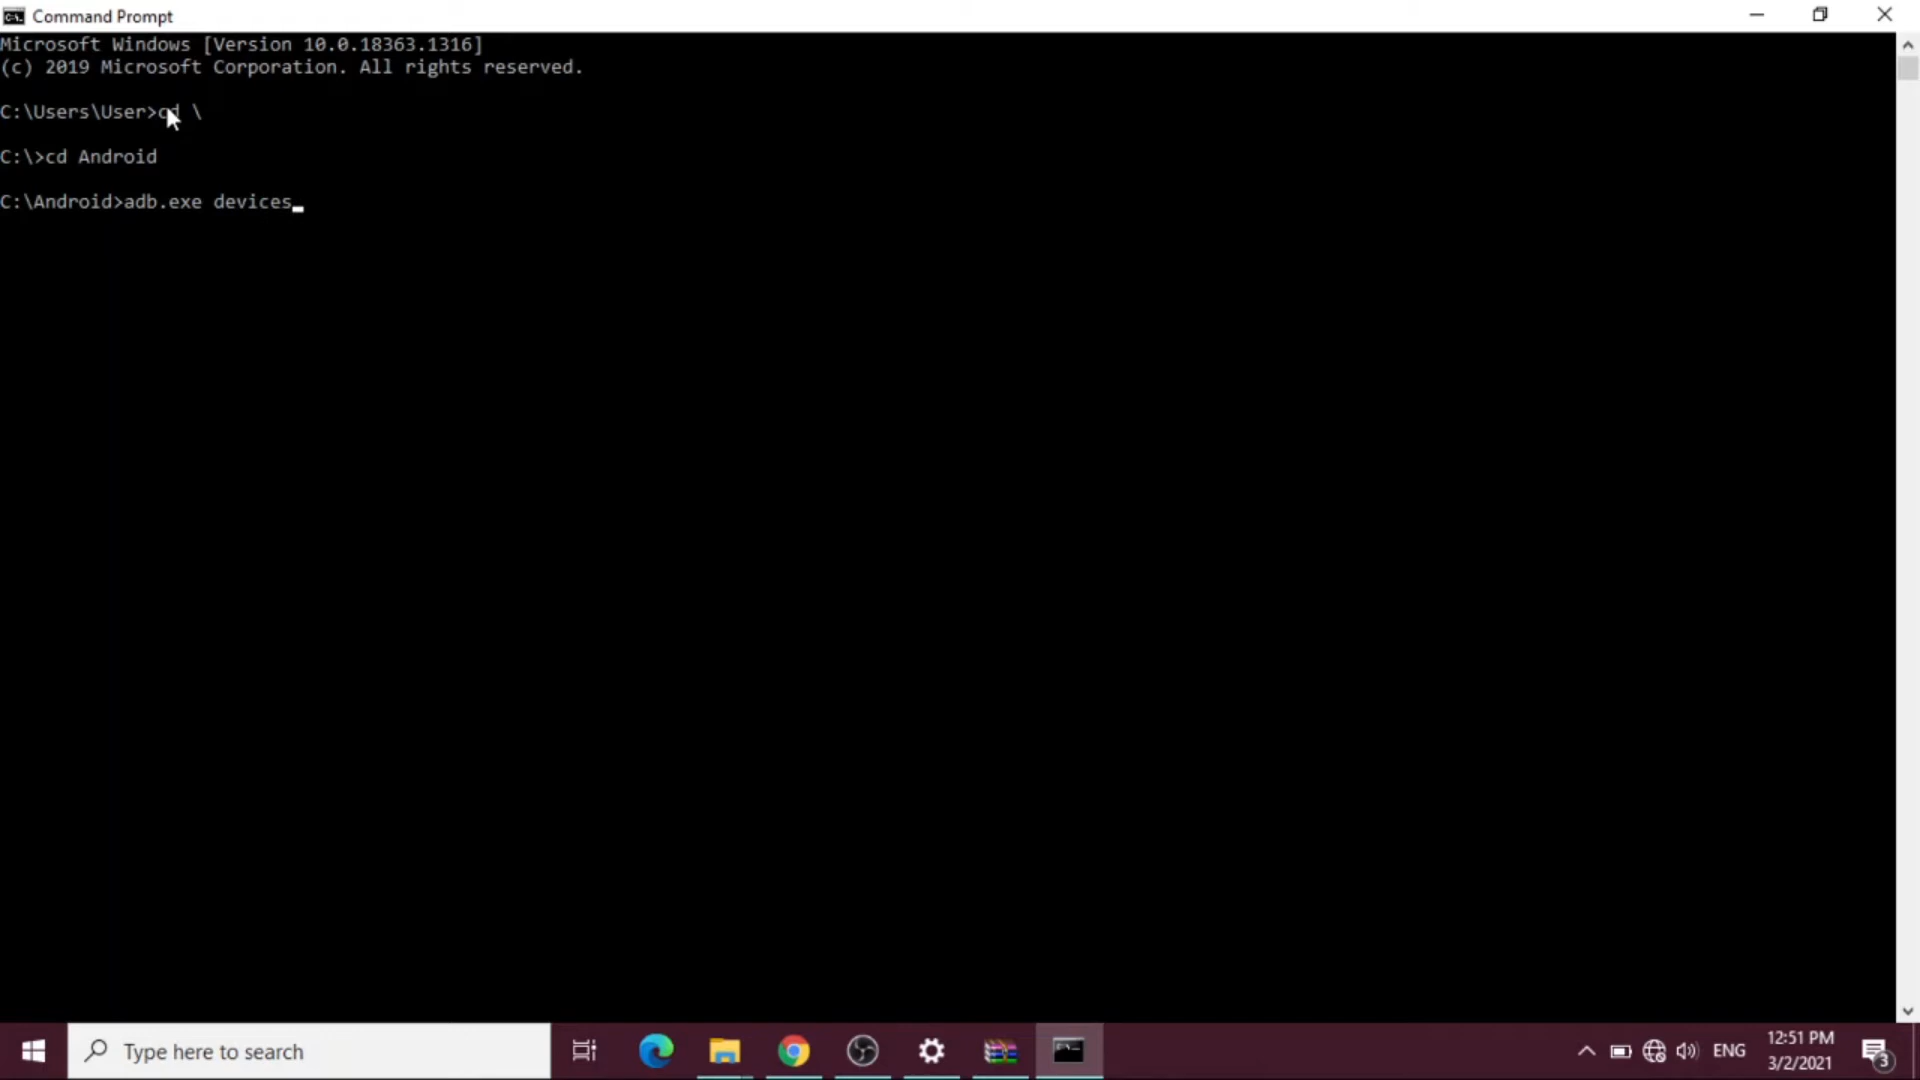 Command Prompt
Microsoft Windows [Version 10.0.18363.1316]
(c) 2019 Microsoft Corporation. All rights reserved.
C:\Users\User>cd \
C:\>cd Android
C:\Android>adb.exe devices
Type here to search
ENG
12:51 PM
3/2/2021
3